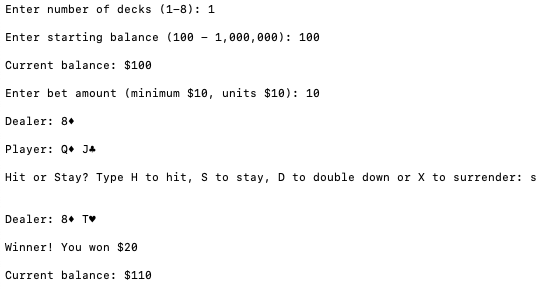 Enter number of decks (1–8): 1
Enter starting balance (100 – 1,000,000): 100
Current balance: $100
Enter bet amount (minimum $10, units $10): 10
Dealer: 8♦
Player: Q♦ J♣
Hit or Stay? Type H to hit, S to stay, D to double down or X to surrender: s
Dealer: 8♦ T♥
Winner! You won $20
Current balance: $110